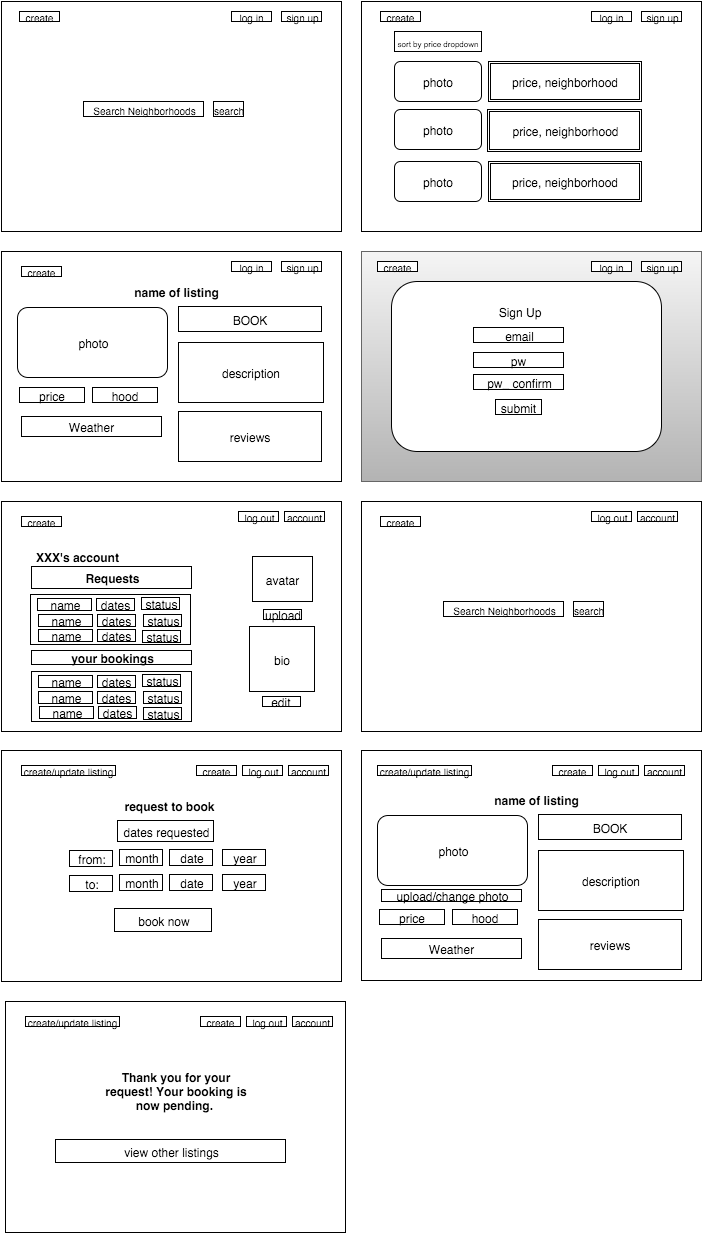 create
log in
sign up
Search Neighborhoods
search
create
log in
sign up
sort by price dropdown
photo
price, neighborhood
photo
price, neighborhood
photo
price, neighborhood
create
log in
sign up
name of listing
photo
BOOK
description
price
hood
Weather
reviews
create
log in
sign up
Sign Up
email
pw
pw_ confirm
submit
create
log out
account
XXX's account
Requests
name
dates
status
name
dates
status
name
dates
status
your bookings
name
dates
status
name
dates
status
name
dates
status
avatar
upload
bio
edit
create
log out
account
Search Neighborhoods
search
create/update listing
create
log out
account
request to book
dates requested
from:
month
date
year
to:
month
date
year
book now
create/update listing
create
log out
account
name of listing
photo
BOOK
description
upload/change photo
price
hood
Weather
reviews
create/update listing
create
log out
account
Thank you for your
request! Your booking is
now pending.
view other listings